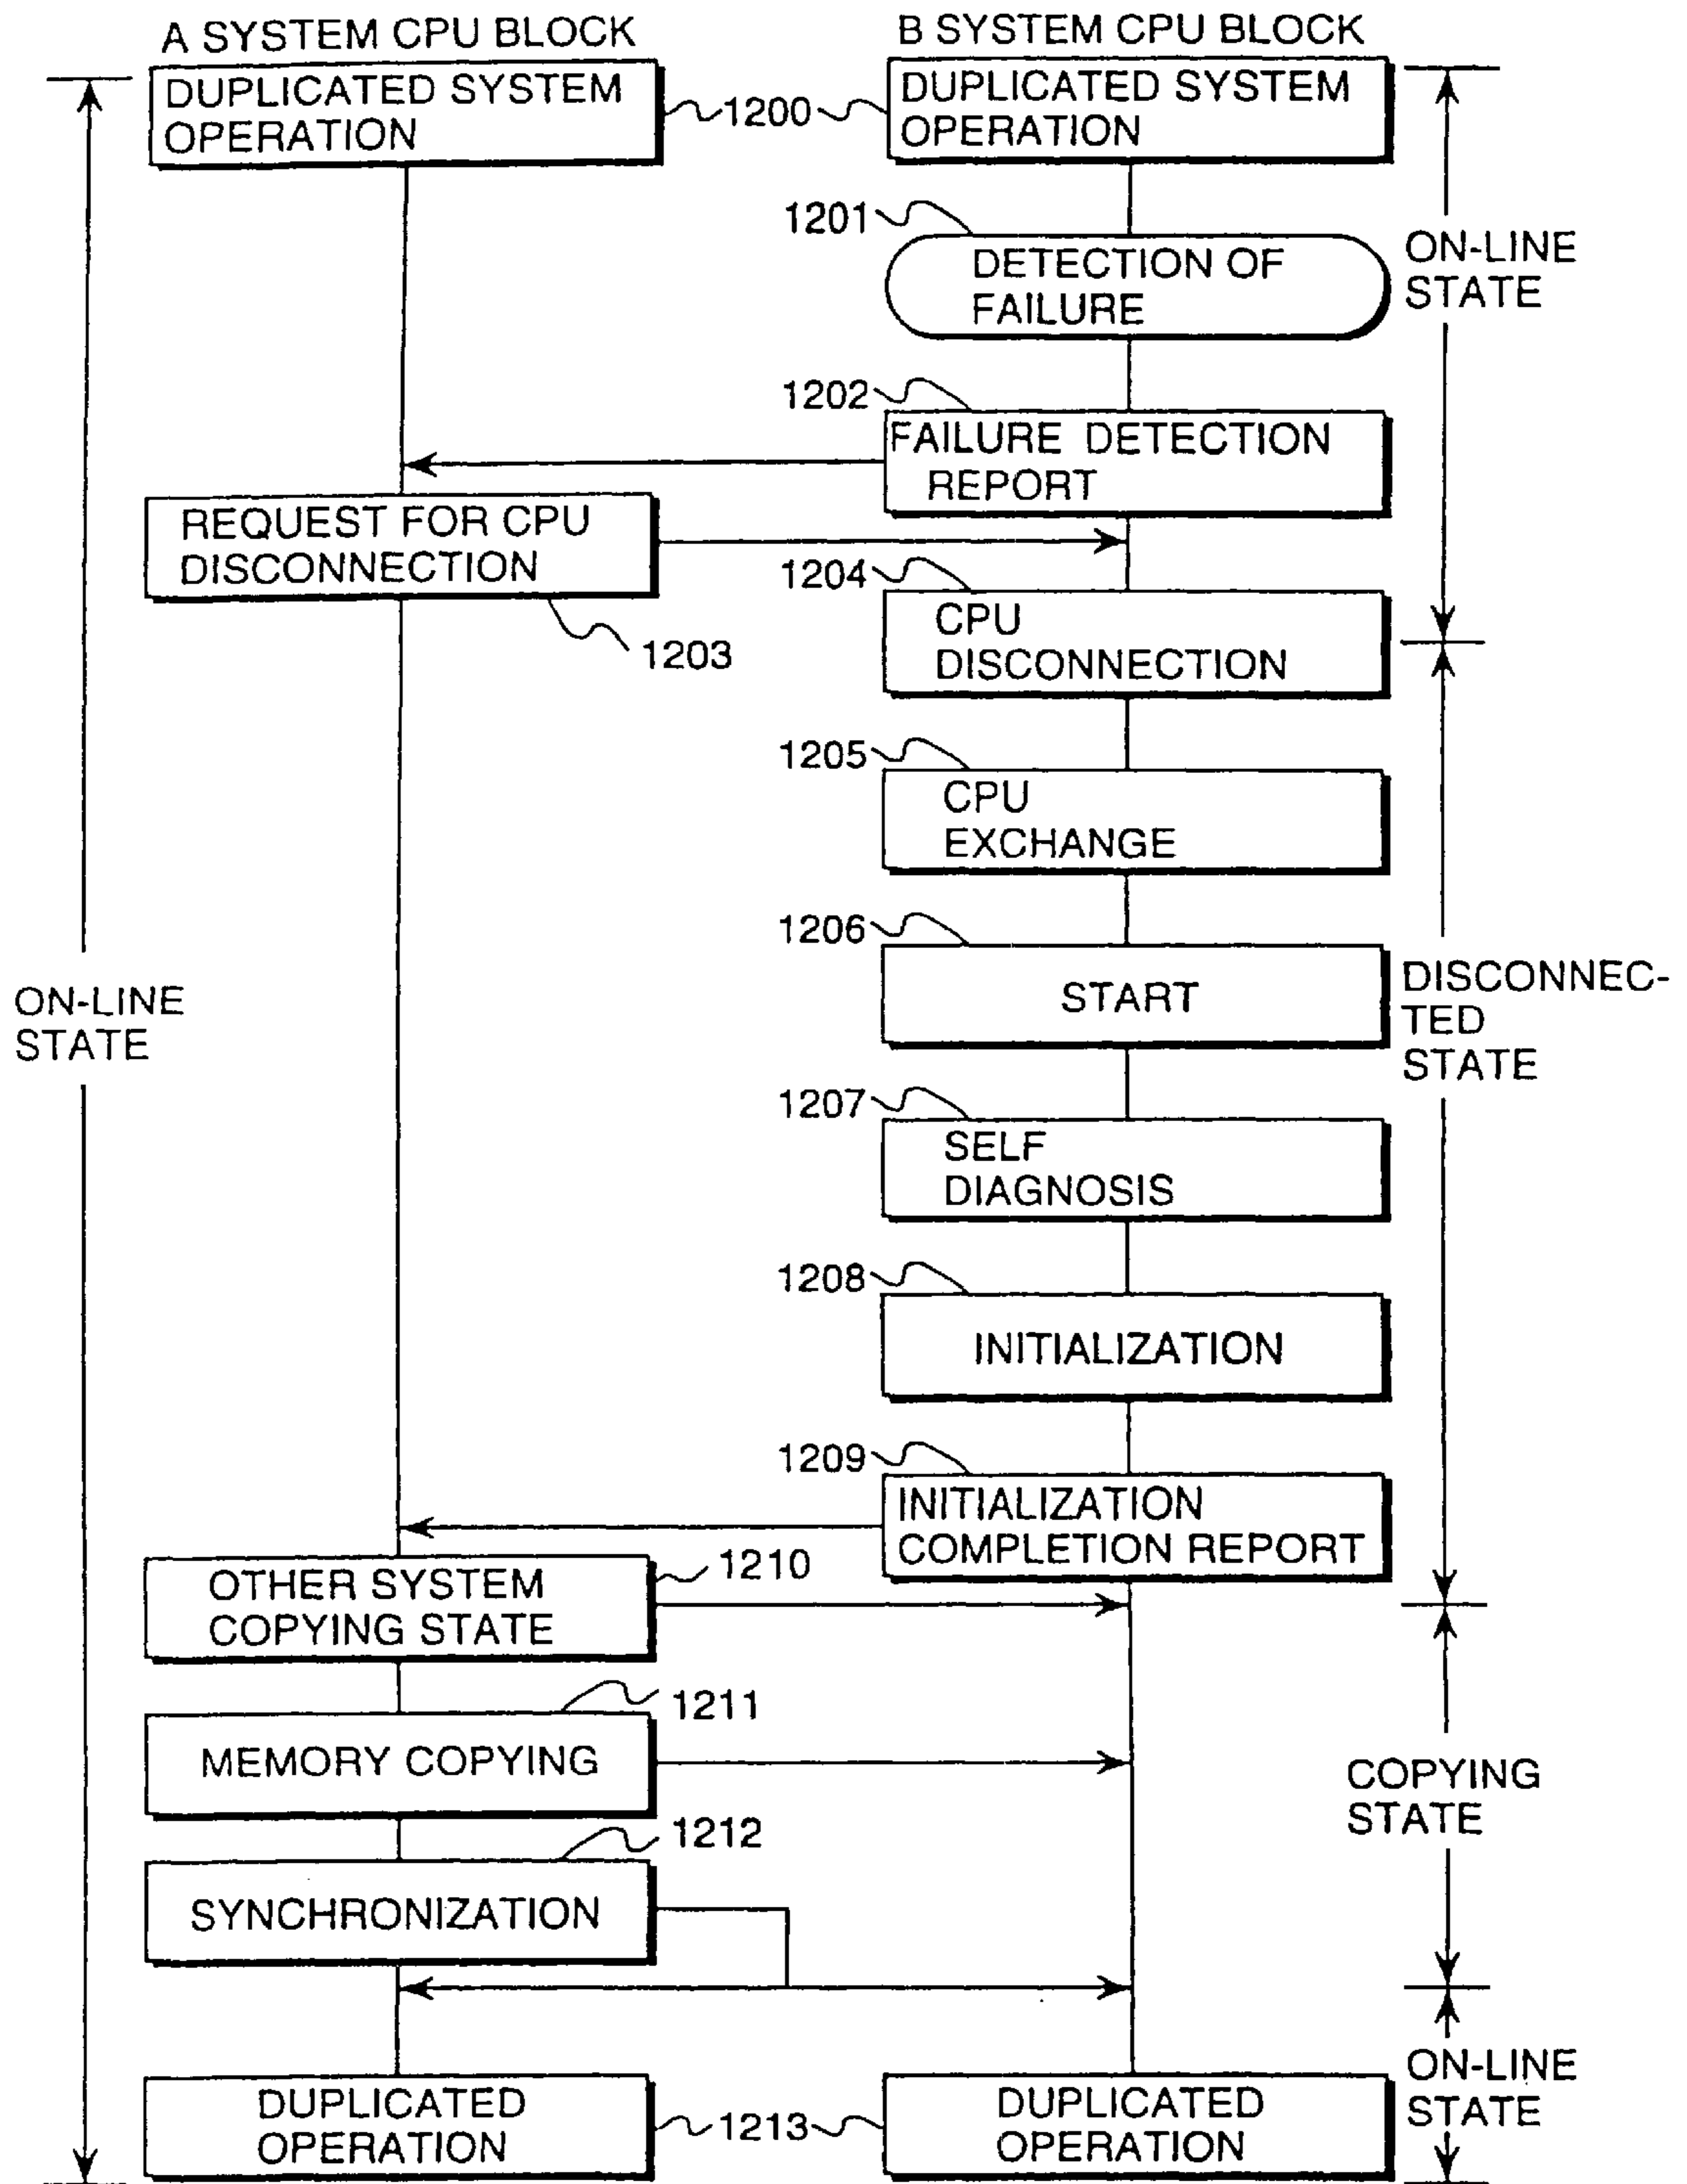 A SYSTEM CPU BLOCK
B SYSTEM CPU BLOCK
DUPLICATED SYSTEM
OPERATION
1200
DUPLICATED SYSTEM
OPERATION
1201
DETECTION OF
FAILURE
ON-LINE
STATE
1202
FAILURE DETECTION
REPORT
REQUEST FOR CPU
DISCONNECTION
1203
1204
CPU
DISCONNECTION
1205
CPU
EXCHANGE
1206
START
ON-LINE
STATE
DISCONNEC-
TED
STATE
1207
SELF
DIAGNOSIS
1208
INITIALIZATION
1209
INITIALIZATION
COMPLETION REPORT
OTHER SYSTEM
COPYING STATE
1210
1211
MEMORY COPYING
COPYING
STATE
1212
SYNCHRONIZATION
ON-LINE
STATE
DUPLICATED
OPERATION
1213
DUPLICATED
OPERATION